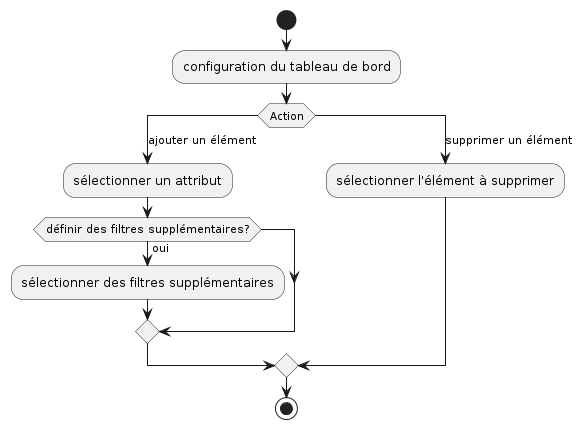 configuration du tableau de bord
Action
ajouter un élément
supprimer un élément
sélectionner un attribut
sélectionner l'élément à supprimer
définir des filtres supplémentaires?
oui
sélectionner des filtres supplémentaires